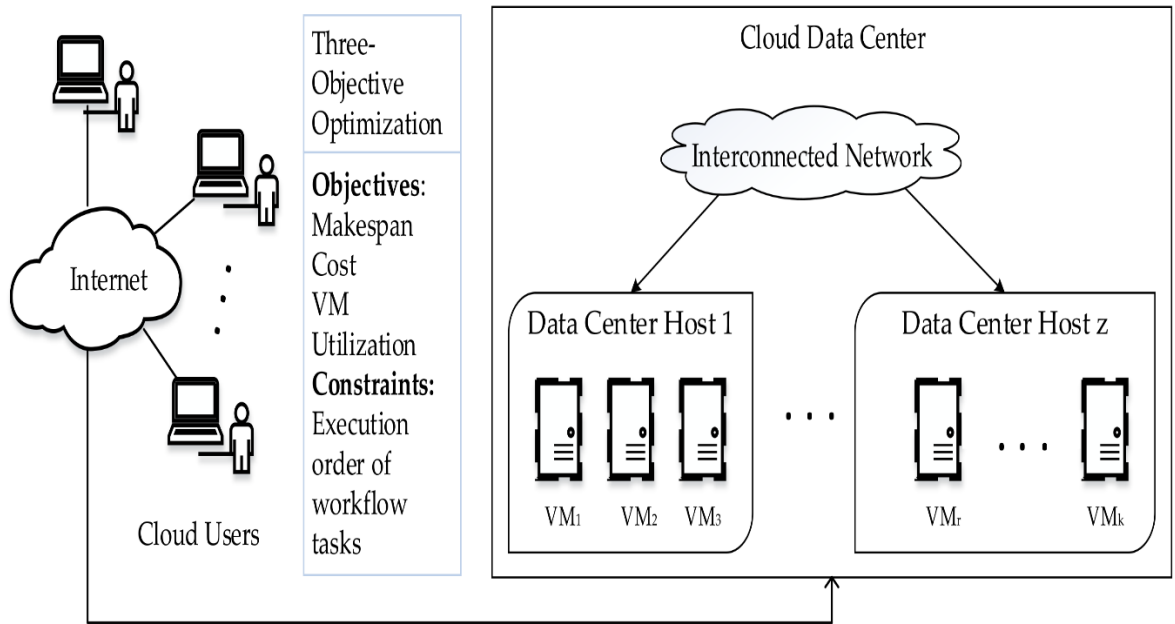 Internet
Cloud Users
Three-
Objective
Optimization
Objectives:
Makespan
Cost
VM
Utilization
Constraints:
Execution
order of
workflow
tasks
Cloud Data Center
Interconnected Network
Data Center Host 1
VM₁ VM₂ VM₃
. . .
Data Center Host z
VMᵣ . . . VMₖ